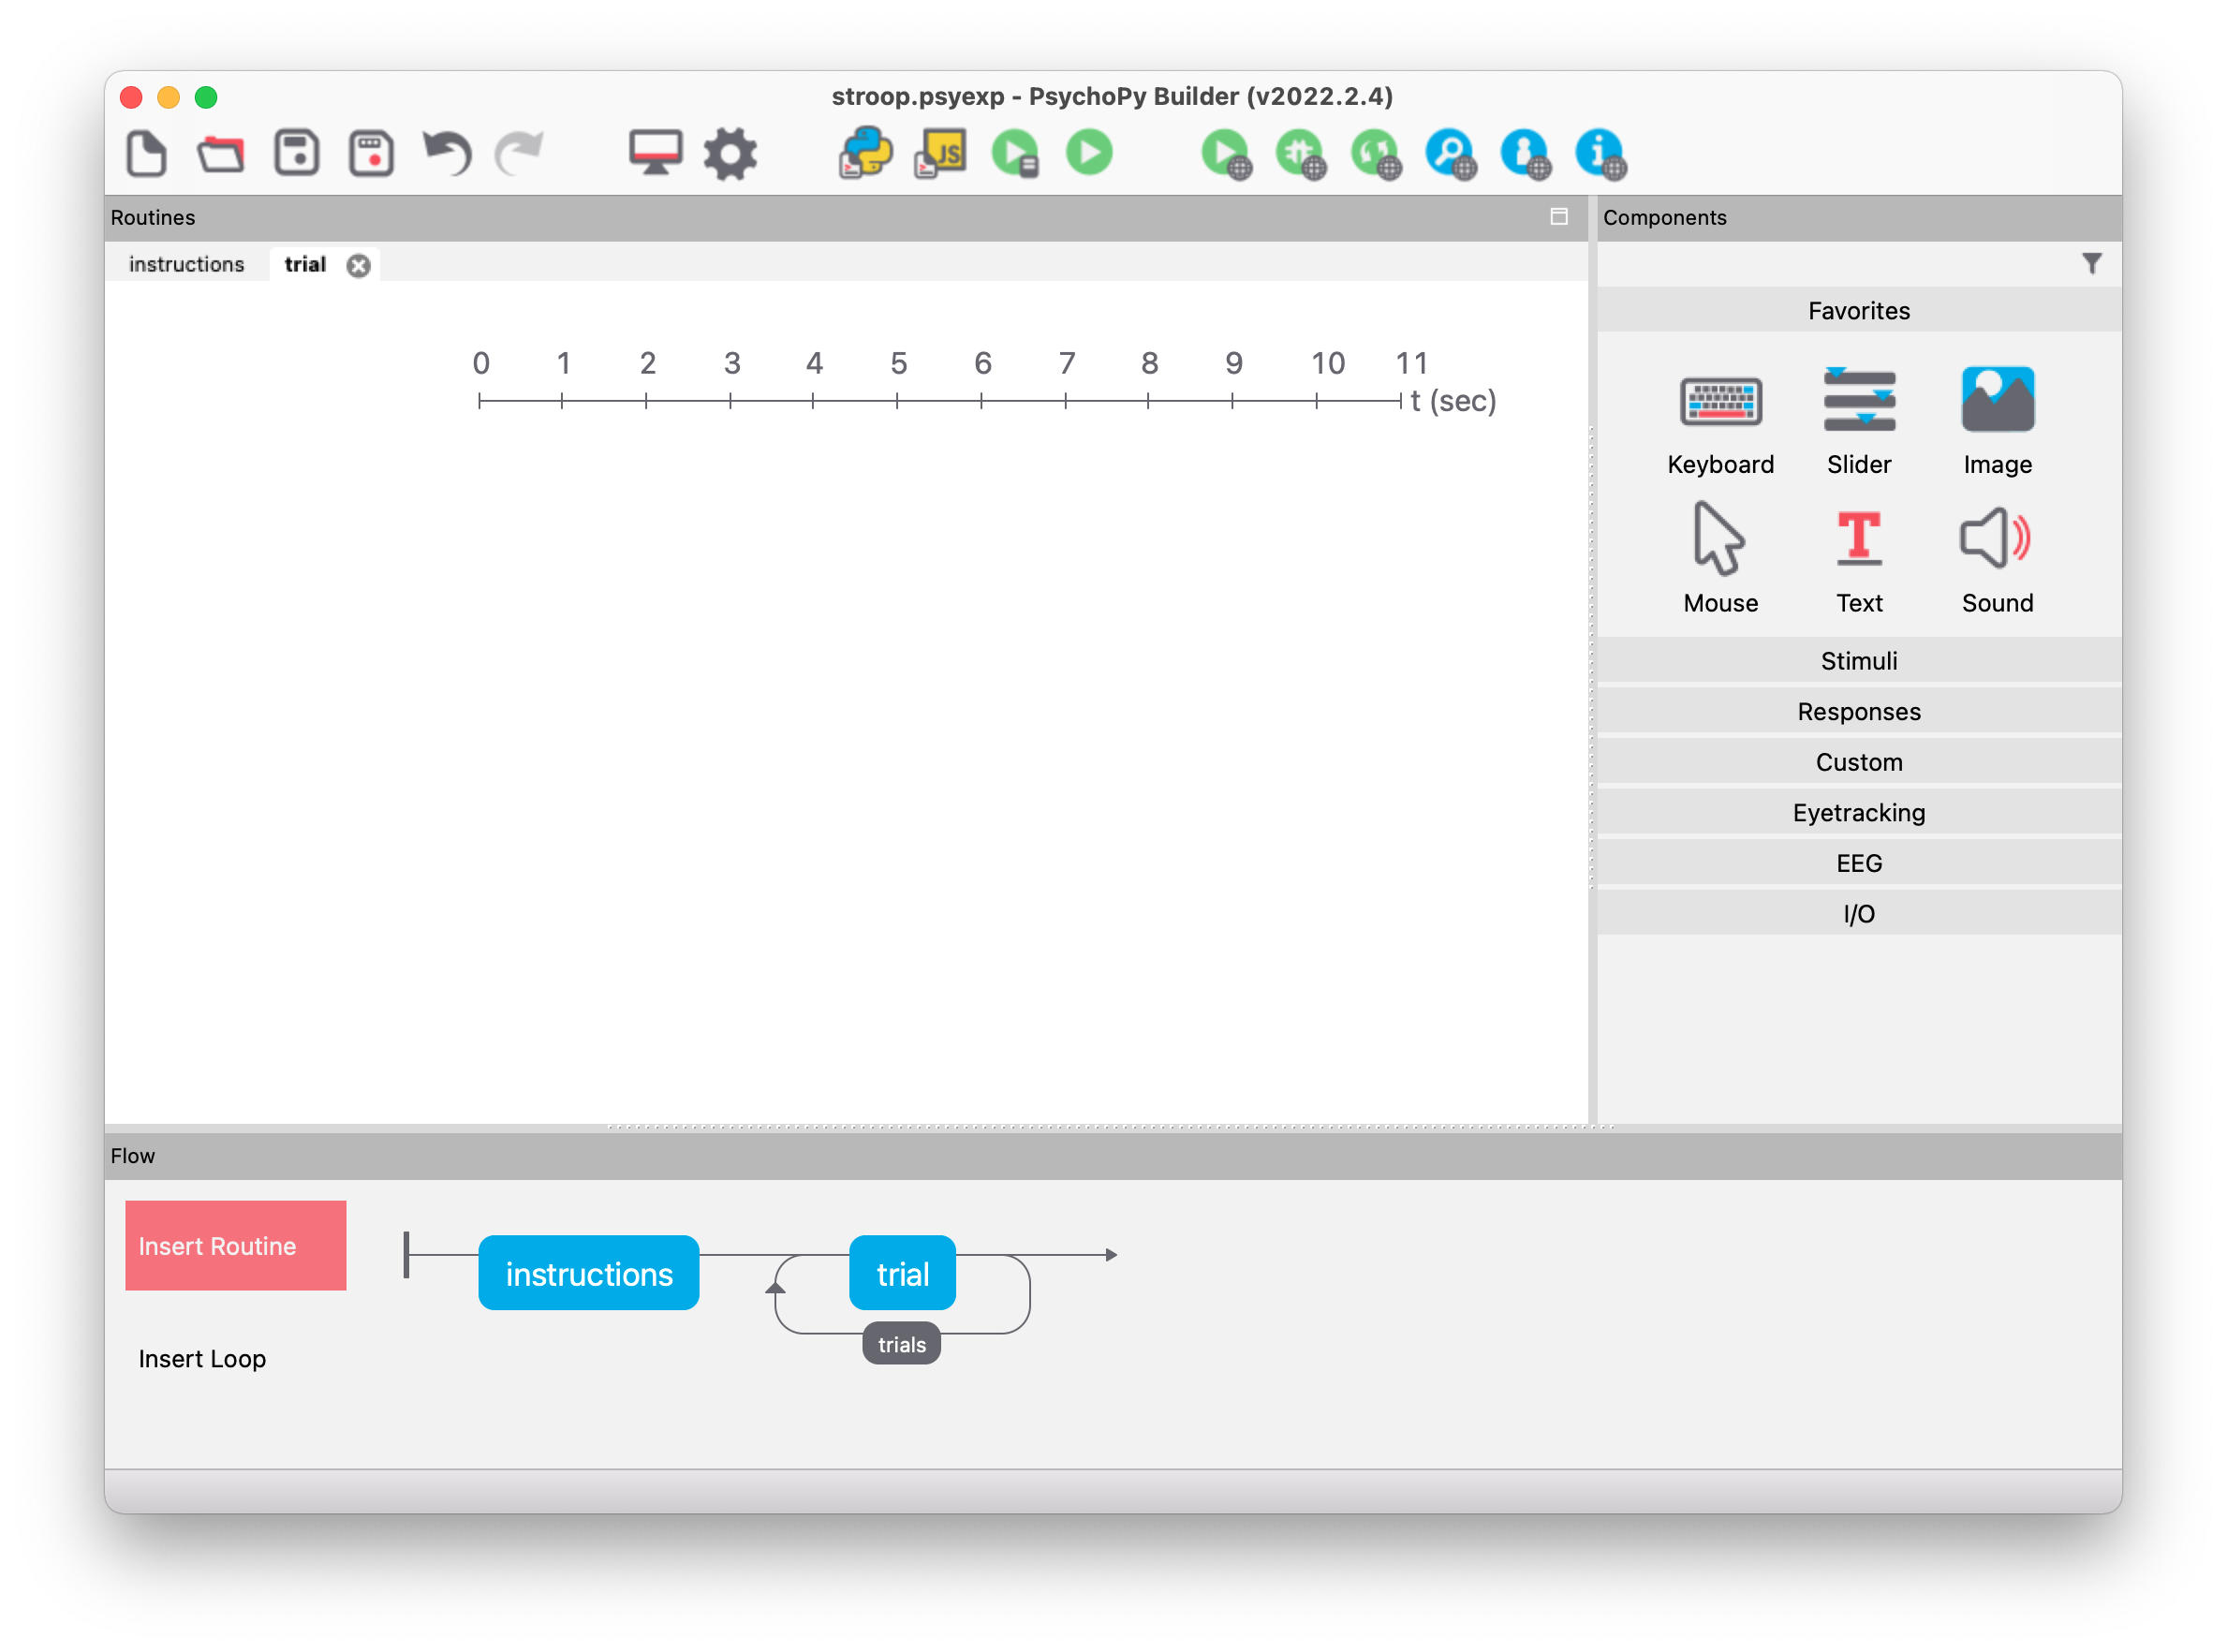 stroop.psyexp - PsychoPy Builder (v2022.2.4)
JS
Routines
Components
instructions
trial
Favorites
0 1 2 3 4 5 6 7 8 9 10 11
t (sec)
Keyboard
Slider
Image
T
Mouse
Text
Sound
Stimuli
Responses
Custom
Eyetracking
EEG
I/O
Flow
Insert Routine
instructions
trial
trials
Insert Loop